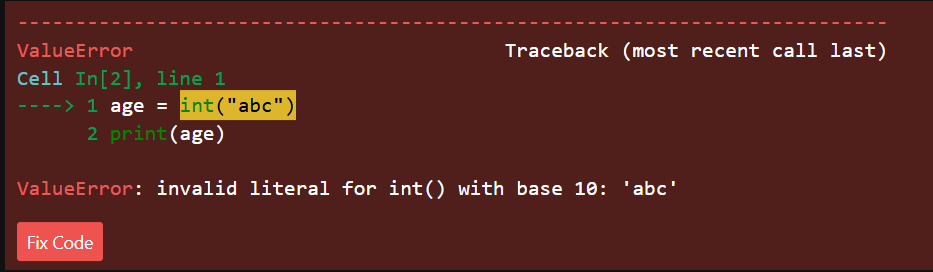 ---------------------------------------------------------------------------
ValueError                                Traceback (most recent call last)
Cell In[2], line 1
----> 1 age = int("abc")
      2 print(age)
ValueError: invalid literal for int() with base 10: 'abc'
Fix Code